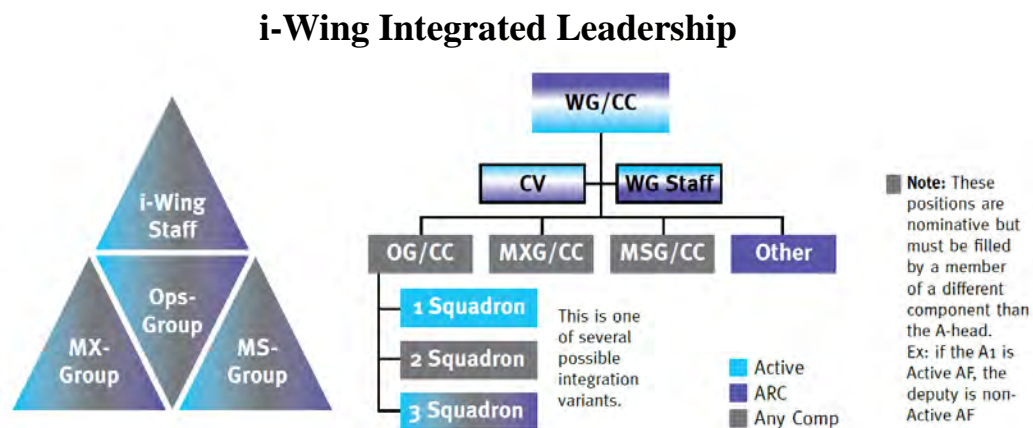 i-Wing Integrated Leadership
i-Wing
Staff
Ops-
Group
MX-
Group
MS-
Group
WG/CC
CV
WG Staff
OG/CC
MXG/CC
MSG/CC
Other
1 Squadron
2 Squadron
3 Squadron
This is one
of several
possible
integration
variants.
Active
ARC
Any Comp
Note: These
positions are
nominative but
must be filled
by a member
of a different
component than
the A-head.
Ex: if the A1 is
Active AF, the
deputy is non-
Active AF